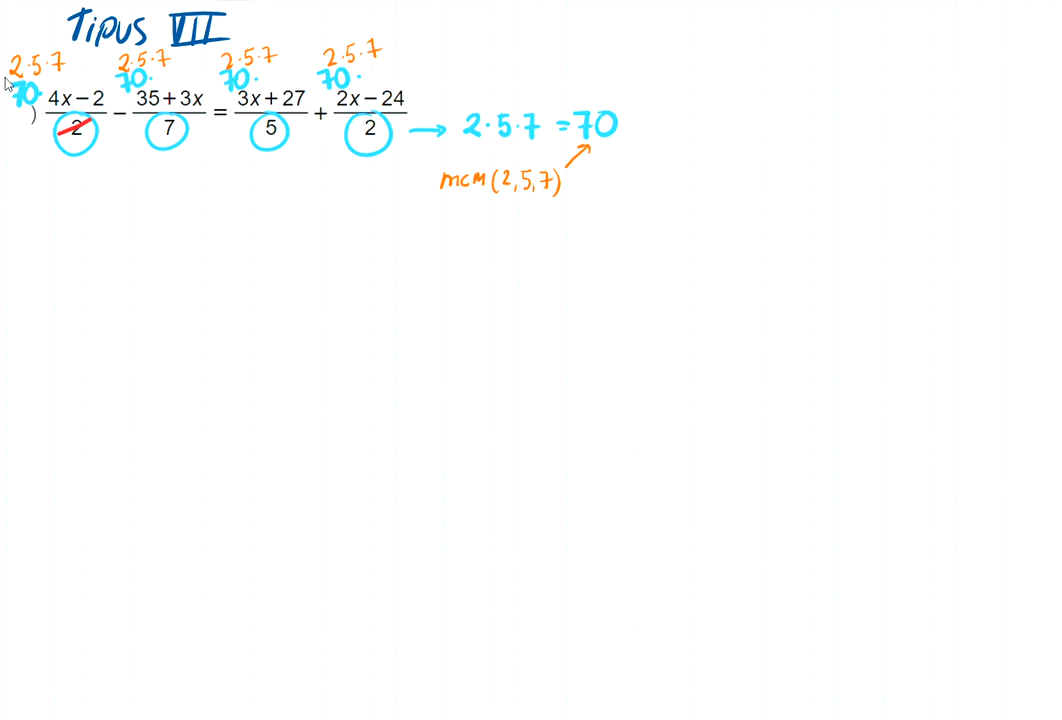 Tipus VII
2·5·7 2·5·7 2·5·7 2·5·7
70· 70· 70· 70·
) (4x−2)/2 − (35+3x)/7 = (3x+27)/5 + (2x−24)/2 → 2·5·7 = 70
mcm (2,5,7)